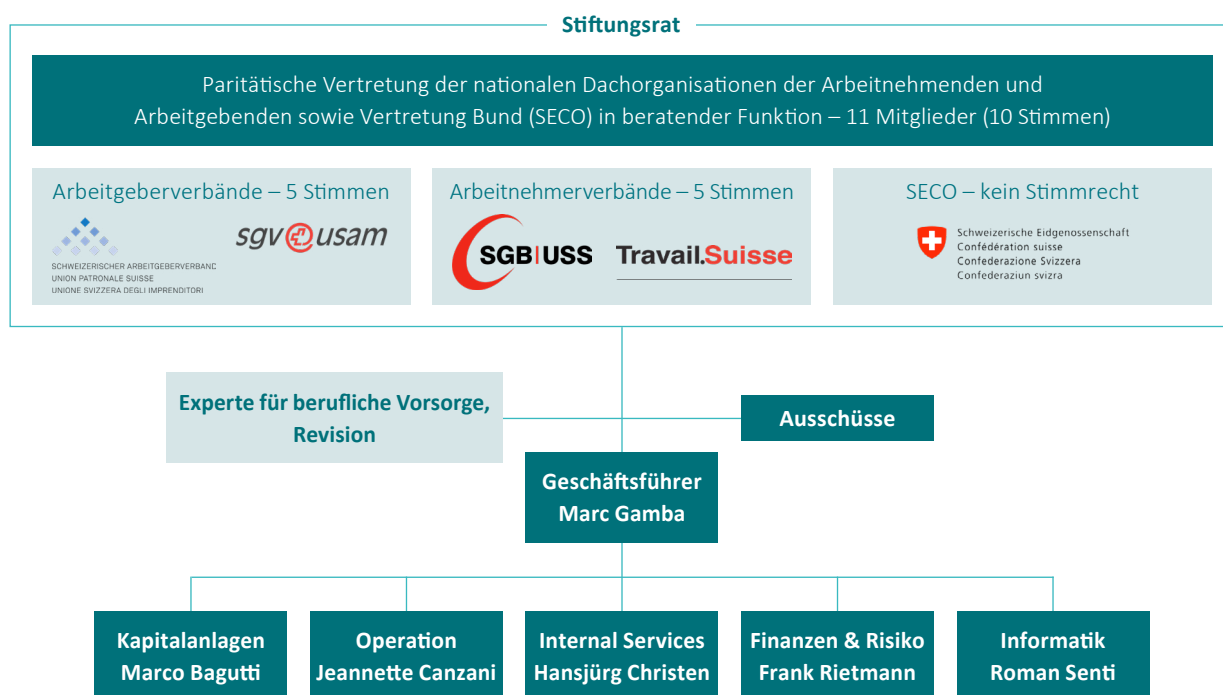 Stiftungsrat
Paritätische Vertretung der nationalen Dachorganisationen der Arbeitnehmenden und
Arbeitgebenden sowie Vertretung Bund (SECO) in beratender Funktion – 11 Mitglieder (10 Stimmen)
Arbeitgeberverbände – 5 Stimmen
SCHWEIZERISCHER ARBEITGEBERVERBAND
UNION PATRONALE SUISSE
UNIONE SVIZZERA DEGLI IMPRENDITORI
sgv usam
Arbeitnehmerverbände – 5 Stimmen
SGB|USS
Travail.Suisse
SECO – kein Stimmrecht
Schweizerische Eidgenossenschaft
Confédération suisse
Confederazione Svizzera
Confederaziun svizra
Experte für berufliche Vorsorge,
Revision
Ausschüsse
Geschäftsführer
Marc Gamba
Kapitalanlagen
Marco Bagutti
Operation
Jeannette Canzani
Internal Services
Hansjürg Christen
Finanzen & Risiko
Frank Rietmann
Informatik
Roman Senti